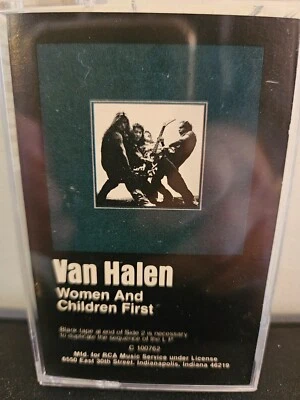 Van Halen
Women And
Children First
Blank tape at end of Side 2 is necessary
to duplicate the sequence of the L.P.
C 100762
Mfd. for RCA Music Service under License
6550 East 30th Street, Indianapolis, Indiana 46219